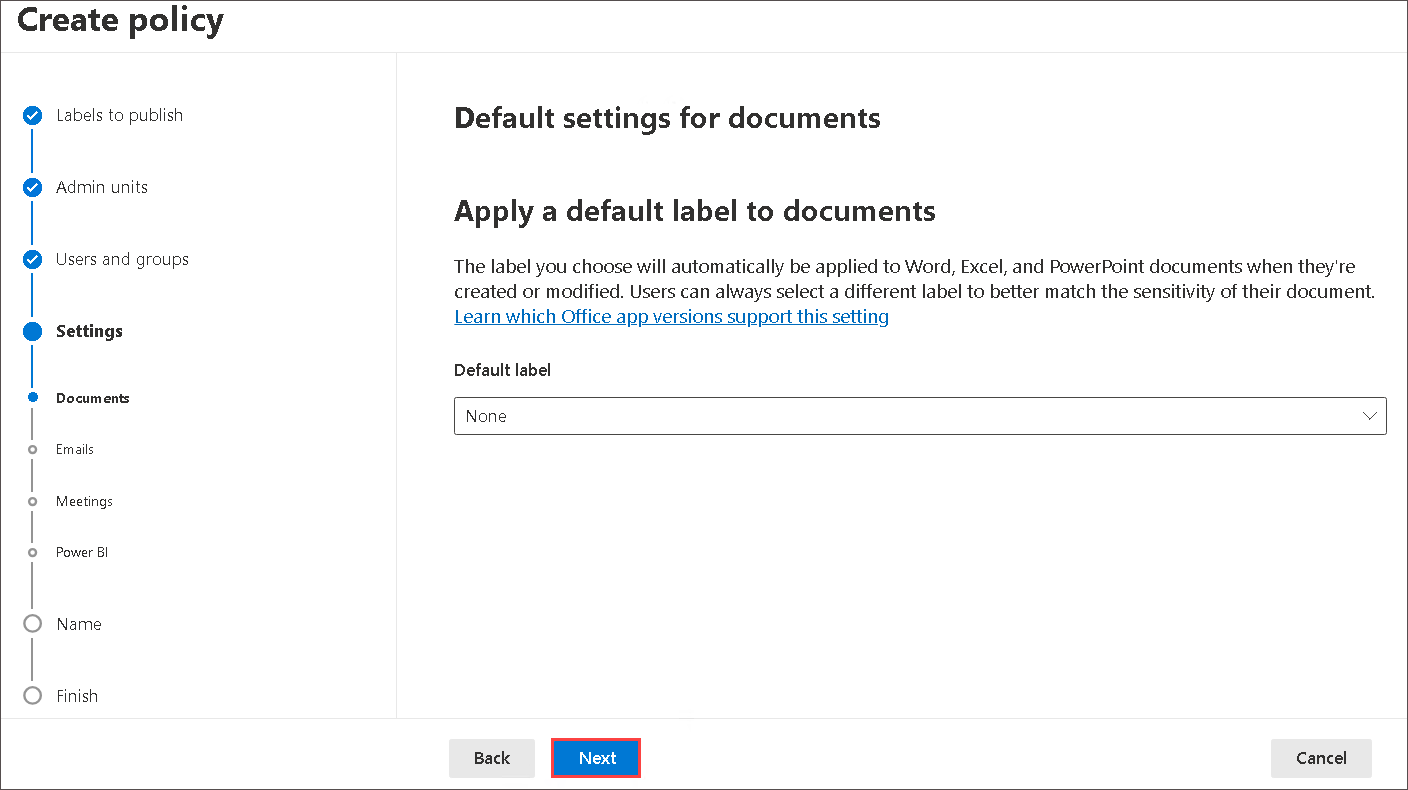 Create policy
Labels to publish
Admin units
Users and groups
Settings
Documents
Emails
Meetings
Power BI
Name
Finish
Default settings for documents
Apply a default label to documents
The label you choose will automatically be applied to Word, Excel, and PowerPoint documents when they're
created or modified. Users can always select a different label to better match the sensitivity of their document.
Learn which Office app versions support this setting
Default label
None
Back
Next
Cancel